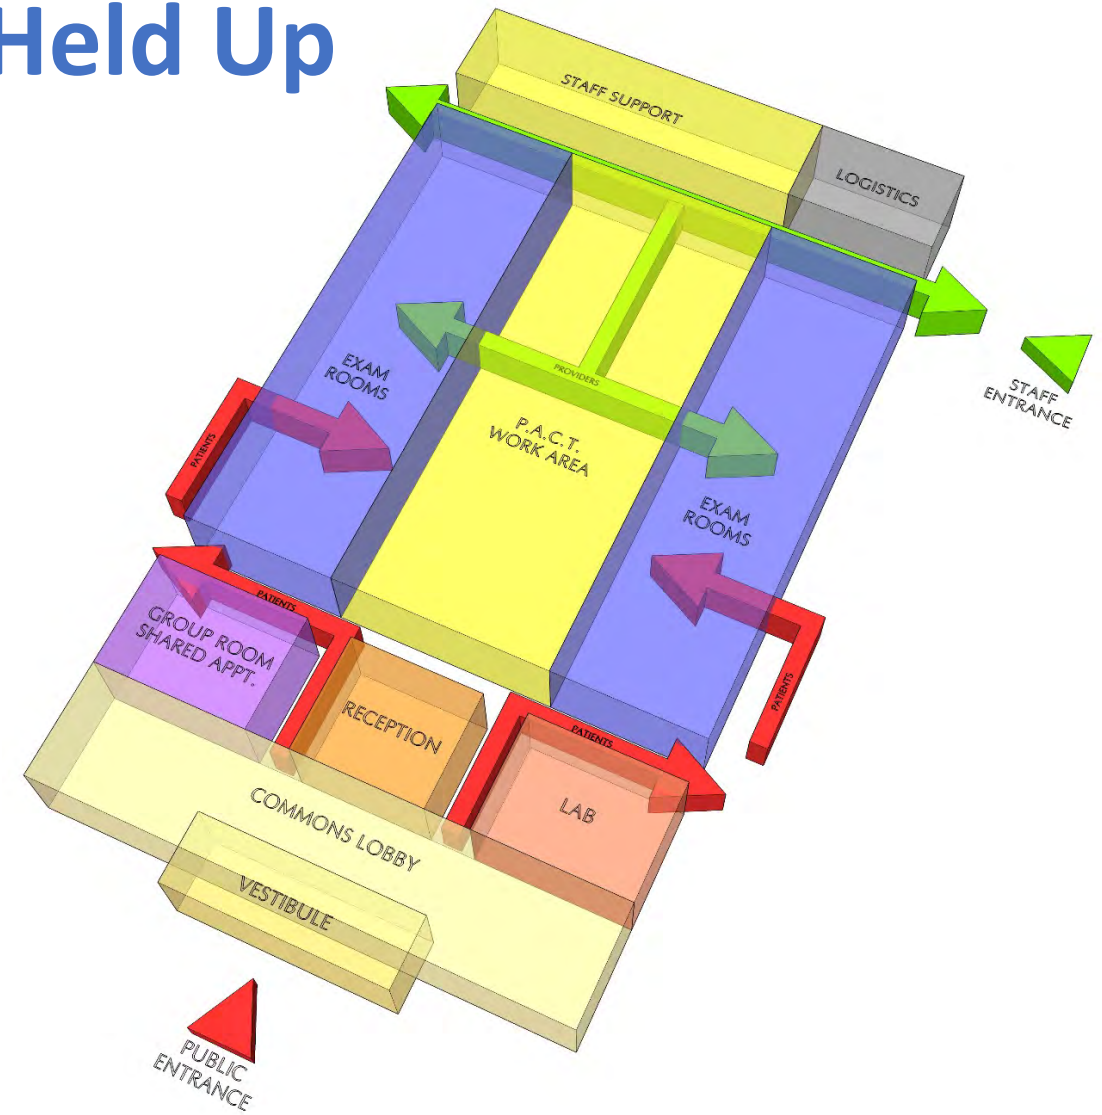 Held Up
STAFF SUPPORT
LOGISTICS
STAFF
ENTRANCE
PROVIDERS
EXAM
ROOMS
P.A.C.T.
WORK AREA
PATIENTS
EXAM
ROOMS
PATIENTS
GROUP ROOM
SHARED APPT.
RECEPTION
PATIENTS
PATIENTS
LAB
COMMONS LOBBY
VESTIBULE
PUBLIC
ENTRANCE